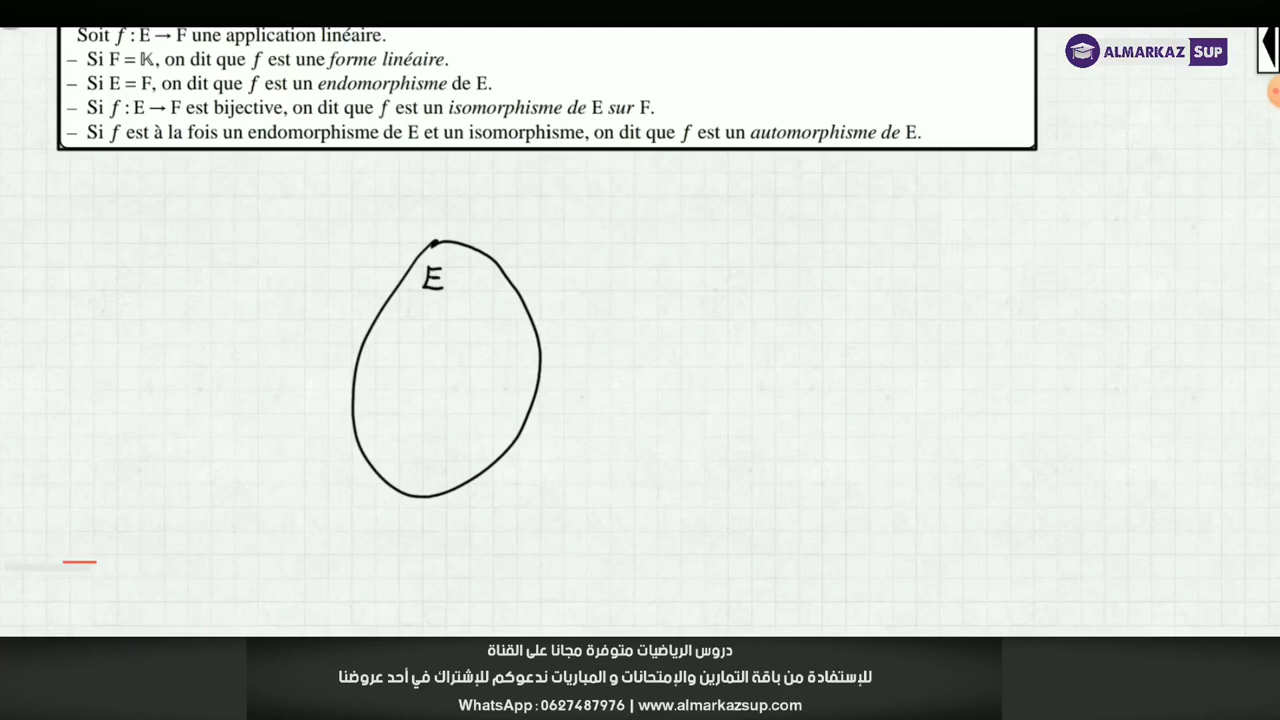 Soit f : E → F une application linéaire.
– Si F = 𝕂, on dit que f est une forme linéaire.
– Si E = F, on dit que f est un endomorphisme de E.
– Si f : E → F est bijective, on dit que f est un isomorphisme de E sur F.
– Si f est à la fois un endomorphisme de E et un isomorphisme, on dit que f est un automorphisme de E.
ALMARKAZ SUP
E
دروس الرياضيات متوفرة مجانا على القناة
للإستفادة من باقة التمارين والإمتحانات و المباريات ندعوكم للإشتراك في أحد عروضنا
WhatsApp : 0627487976 | www.almarkazsup.com